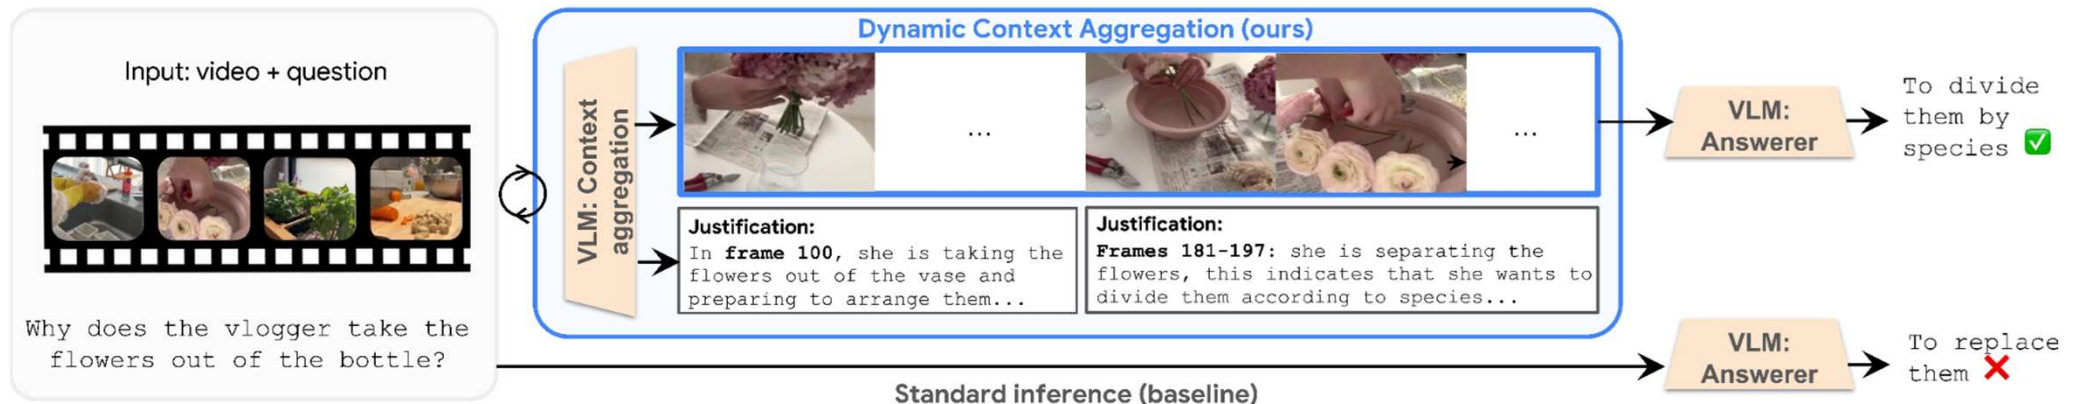 Input: video + question
Why does the vlogger take the
flowers out of the bottle?
Dynamic Context Aggregation (ours)
VLM: Context
aggregation
...
...
Justification:
In frame 100, she is taking the
flowers out of the vase and
preparing to arrange them...
Justification:
Frames 181-197: she is separating the
flowers, this indicates that she wants to
divide them according to species...
VLM:
Answerer
To divide
them by
species ✅
Standard inference (baseline)
VLM:
Answerer
To replace
them ❌